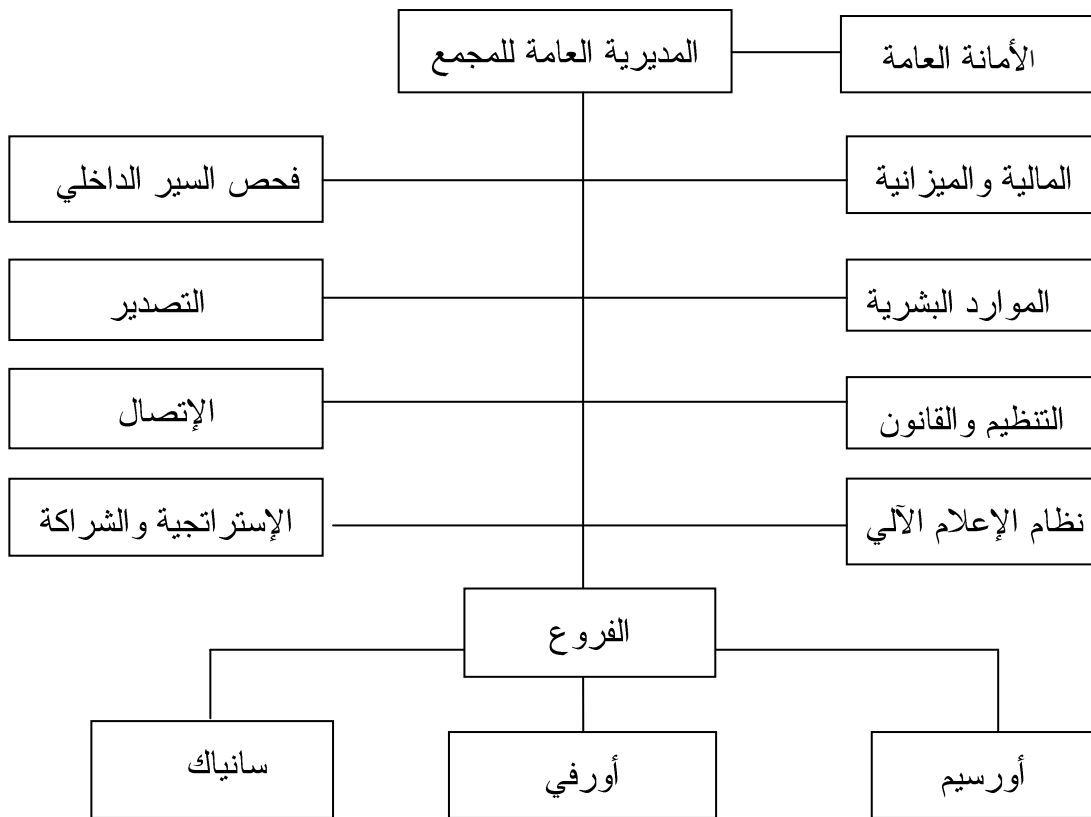 المديرية العامة للمجمع
الأمانة العامة
المالية والميزانية
فحص السير الداخلي
الموارد البشرية
التصدير
التنظيم والقانون
الإتصال
نظام الإعلام الآلي
الإستراتجية والشراكة
الفروع
أورسيم
أورفي
سانياك